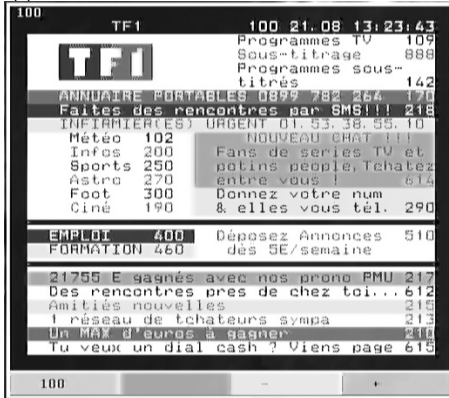 100
TF1 100 21.08 13:23:43
Programmes TV 109
Sous-titrage 888
Programmes sous-
titrés 142
TF1
ANNUAIRE PORTABLES 0899 782 264 170
Faites des rencontres par SMS!!! 218
INFIRMIER(ES) URGENT 01.53.38.55.10
Météo 102
Infos 200
Sports 250
Astro 270
Foot 300
Ciné 190
NOUVEAU CHAT !!!
Fans de series TV et
potins people,Tchatez
entre vous ! 614
Donnez votre num
& elles vous tél. 290
EMPLOI 400
FORMATION 460
Déposez Annonces 510
dès 5E/semaine
21755 E gagnés avec nos prono PMU 217
Des rencontres pres de chez toi...612
Amitiés nouvelles 215
1 réseau de tchateurs sympa 213
Un MAX d'euros à gagner 210
Tu veux un dial cash ? Viens page 615
100 - +